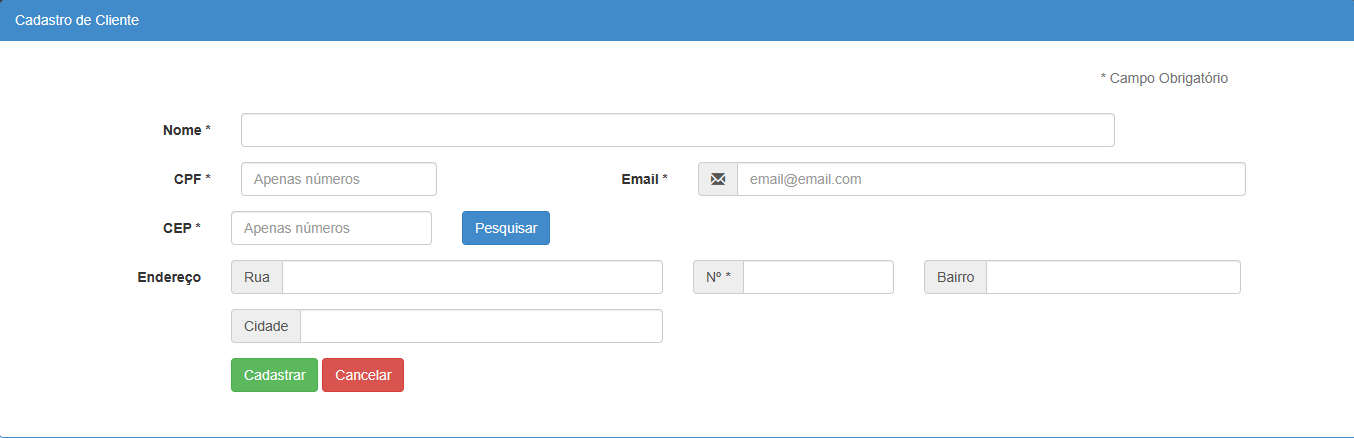 Cadastro de Cliente
* Campo Obrigatório
Nome *
CPF * Apenas números Email * email@email.com
CEP * Apenas números Pesquisar
Endereço Rua Nº * Bairro
Cidade
Cadastrar Cancelar